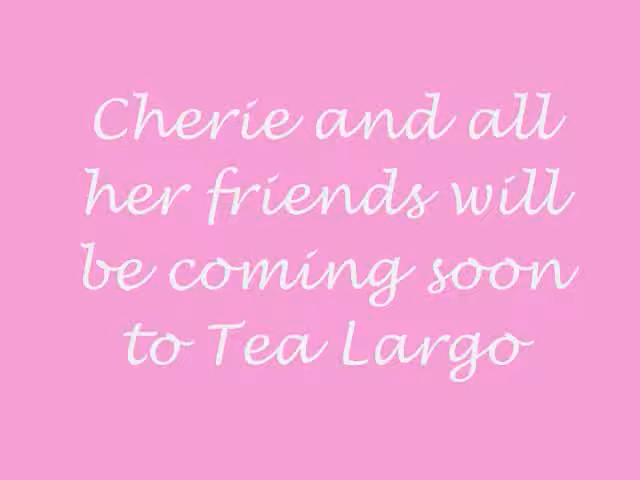 Cherie and all
her friends will
be coming soon
to Tea Largo